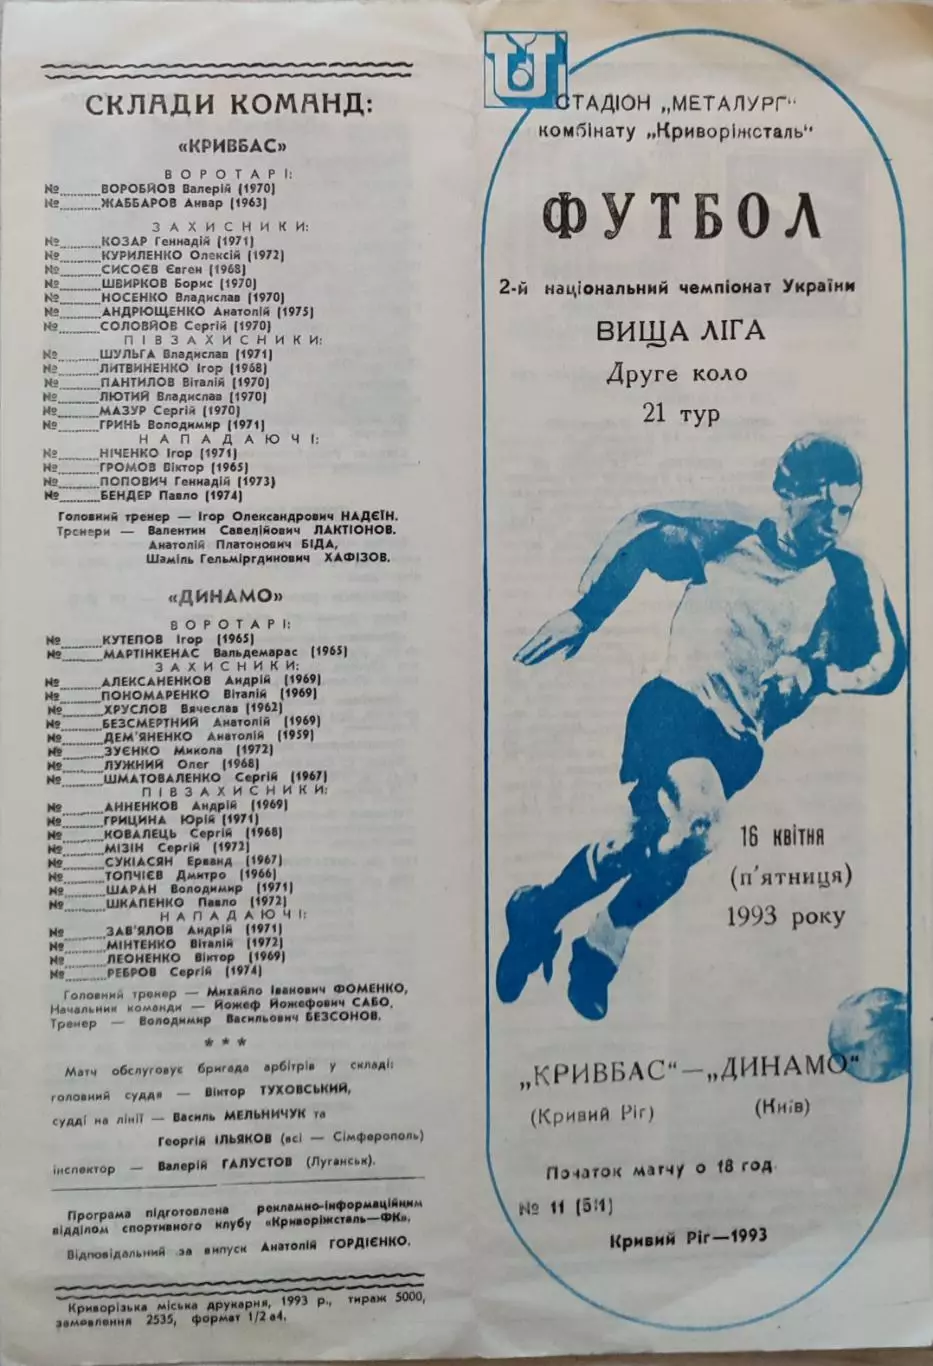 СКЛАДИ КОМАНД:
«КРИВБАС»
ВОРОТАРІ:
№ ВОРОБЙОВ Валерій (1970)
№ ЖАББАРОВ Анвар (1963)
ЗАХИСНИКИ:
№ КОЗАР Геннадій (1971)
№ КУРИЛЕНКО Олексій (1972)
№ СИСОЄВ Євген (1968)
№ ШВИРКОВ Борис (1970)
№ НОСЕНКО Владислав (1970)
№ АНДРЮЩЕНКО Анатолій (1975)
№ СОЛОВЙОВ Сергій (1970)
ПІВЗАХИСНИКИ:
№ ШУЛЬГА Владислав (1971)
№ ЛИТВИНЕНКО Ігор (1968)
№ ПАНТИЛОВ Віталій (1970)
№ ЛЮТИЙ Владислав (1970)
№ МАЗУР Сергій (1970)
№ ГРИНЬ Володимир (1971)
НАПАДАЮЧІ:
№ НІЧЕНКО Ігор (1971)
№ ГРОМОВ Віктор (1965)
№ ПОПОВИЧ Геннадій (1973)
№ БЕНДЕР Павло (1974)
Головний тренер — Ігор Олександрович НАДЄЇН.
Тренери — Валентин Савелійович ЛАКТІОНОВ.
Анатолій Платонович БІДА,
Шаміль Гельміргдинович ХАФІЗОВ.
«ДИНАМО»
ВОРОТАРІ:
№ КУТЕПОВ Ігор (1965)
№ МАРТІНКЕНАС Вальдемарас (1965)
ЗАХИСНИКИ:
№ АЛЕКСАНЕНКОВ Андрій (1969)
№ ПОНОМАРЕНКО Віталій (1969)
№ ХРУСЛОВ Вячеслав (1962)
№ БЕЗСМЕРТНИЙ Анатолій (1969)
№ ДЕМ'ЯНЕНКО Анатолій (1959)
№ ЗУЄНКО Микола (1972)
№ ЛУЖНИЙ Олег (1968)
№ ШМАТОВАЛЕНКО Сергій (1967)
ПІВЗАХИСНИКИ:
№ АННЕНКОВ Андрій (1969)
№ ГРИЦИНА Юрій (1971)
№ КОВАЛЕЦЬ Сергій (1968)
№ МІЗІН Сергій (1972)
№ СУКІАСЯН Ерванд (1967)
№ ТОПЧІЄВ Дмитро (1966)
№ ШАРАН Володимир (1971)
№ ШКАПЕНКО Павло (1972)
НАПАДАЮЧІ:
№ ЗАВ'ЯЛОВ Андрій (1971)
№ МІНТЕНКО Віталій (1972)
№ ЛЕОНЕНКО Віктор (1969)
№ РЕБРОВ Сергій (1974)
Головний тренер — Михайло Іванович ФОМЕНКО,
Начальник команди — Йожеф Йожефович САБО,
Тренер — Володимир Васильович БЕЗСОНОВ.
* * *
Матч обслуговує бригада арбітрів у складі:
головний суддя — Віктор ТУХОВСЬКИЙ,
судді на лінії — Василь МЕЛЬНИЧУК та
Георгій ІЛЬЯКОВ (всі — Сімферополь)
інспектор — Валерій ГАЛУСТОВ (Луганськ).
Програма підготовлена рекламно-інформаційним
відділом спортивного клубу «Криворіжсталь—ФК».
Відповідальний за випуск Анатолій ГОРДІЄНКО.
Криворізька міська друкарня, 1993 р., тираж 5000,
замовлення 2535, формат 1/2 а4.
СТАДІОН „МЕТАЛУРГ"
комбінату „Криворіжсталь"
ФУТБОЛ
2-й національний чемпіонат України
ВИЩА ЛІГА
Друге коло
21 тур
16 квітня
(п'ятниця)
1993 року
„КРИВБАС"—„ДИНАМО"
(Кривий Ріг) (Київ)
Початок матчу о 18 год.
№ 11 (51)
Кривий Ріг—1993